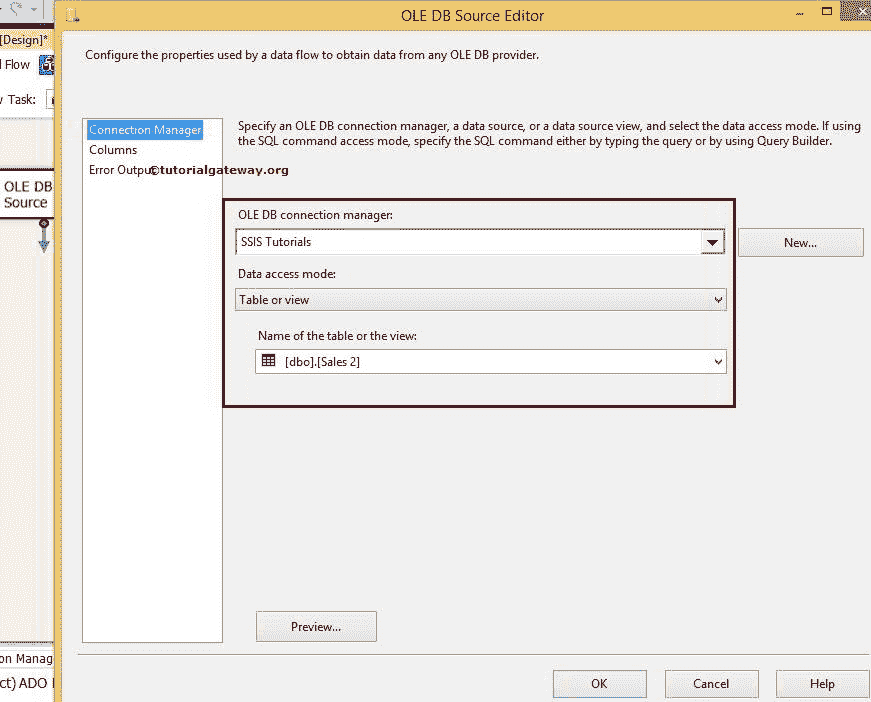 OLE DB Source Editor
[Design]*
Flow
Task:
Configure the properties used by a data flow to obtain data from any OLE DB provider.
Connection Manager
Columns
Error Output
©tutorialgateway.org
Specify an OLE DB connection manager, a data source, or a data source view, and select the data access mode. If using
the SQL command access mode, specify the SQL command either by typing the query or by using Query Builder.
OLE DB
Source
OLE DB connection manager:
SSIS Tutorials
New...
Data access mode:
Table or view
Name of the table or the view:
[dbo].[Sales 2]
Preview...
on Manag
ct) ADO
OK
Cancel
Help